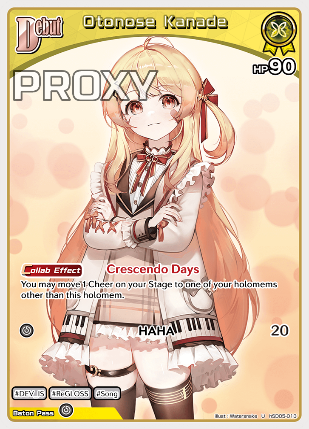 Debut
Otonose Kanade
HP90
PROXY
Collab Effect
Crescendo Days
You may move 1 Cheer on your Stage to one of your holomems
other than this holomem.
HAHA 20
#DEV_IS #ReGLOSS #Song
Baton Pass
Illust: Watersnake U hSD05-013